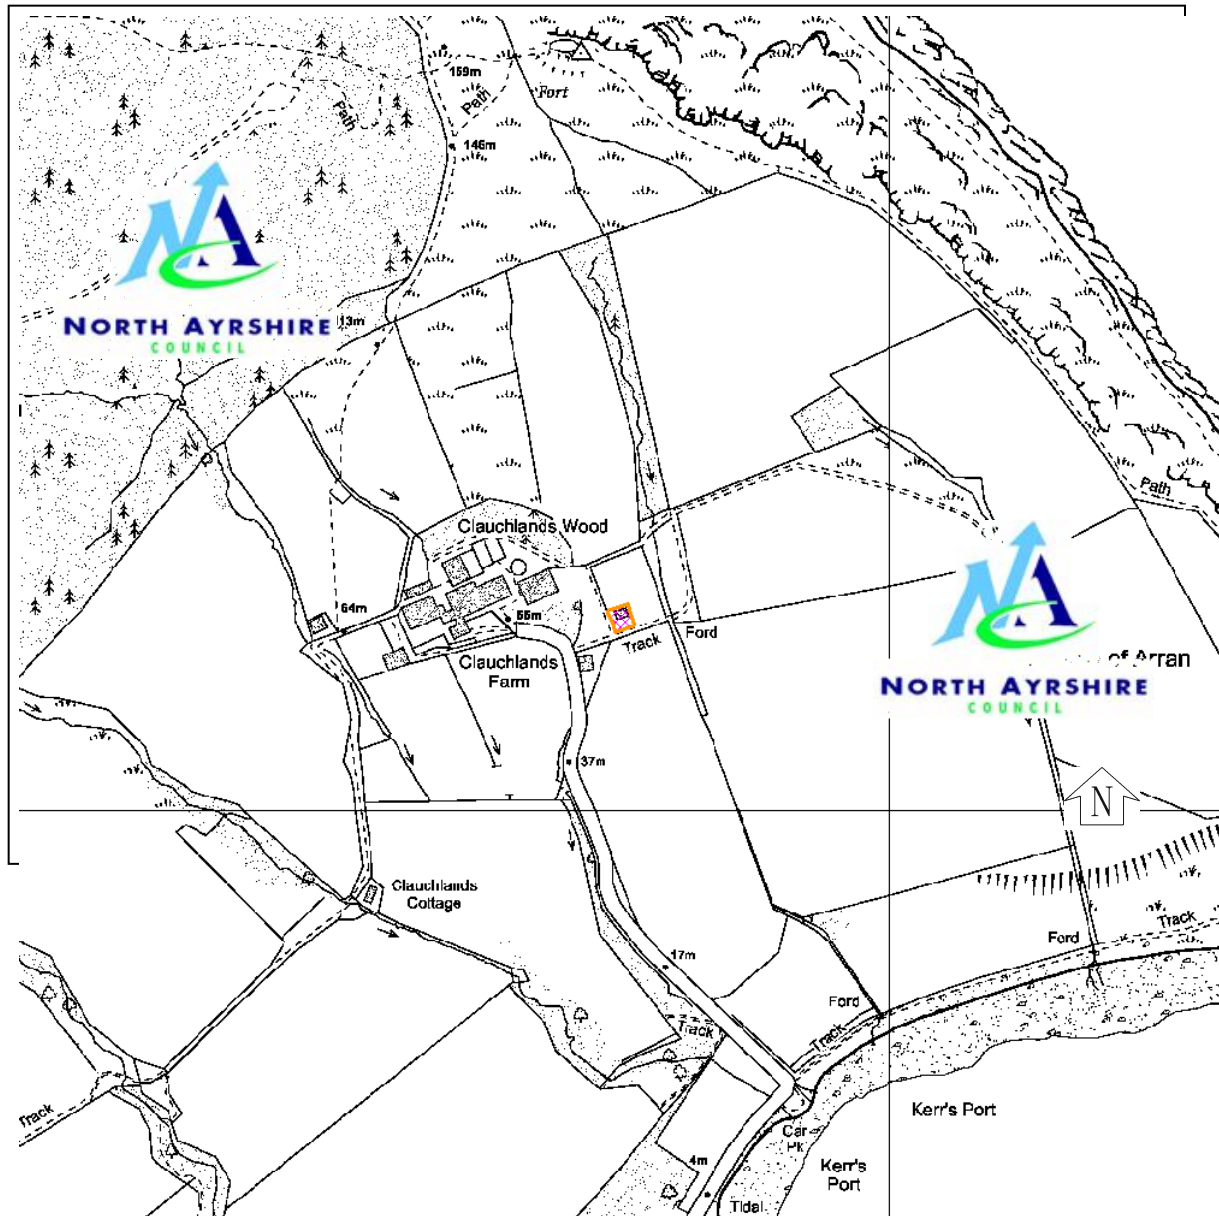 159m
Path
Fort
Path
146m
NORTH AYRSHIRE
COUNCIL
13m
Path
Clauchlands Wood
64m
Track
Ford
Clauchlands
Farm
of Arran
NORTH AYRSHIRE
COUNCIL
37m
N
Clauchlands
Cottage
Track
Ford
17m
Ford
Track
Track
Track
Kerr's Port
Car
Pk
Kerr's
Port
4m
Tidal